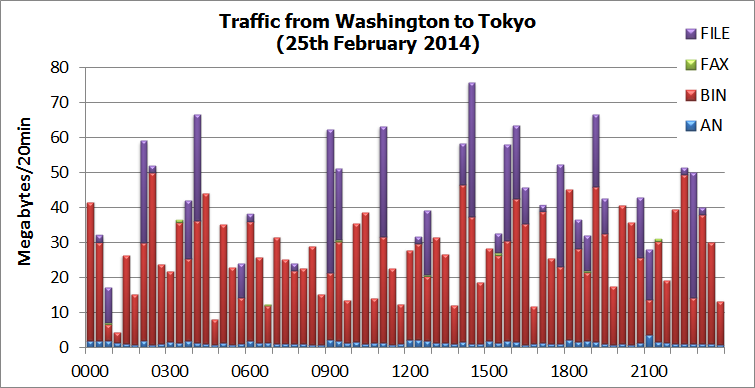 Traffic from Washington to Tokyo
(25th February 2014)
FILE
FAX
BIN
AN
Megabytes/20min
80
70
60
50
40
30
20
10
0
0000 0300 0600 0900 1200 1500 1800 2100